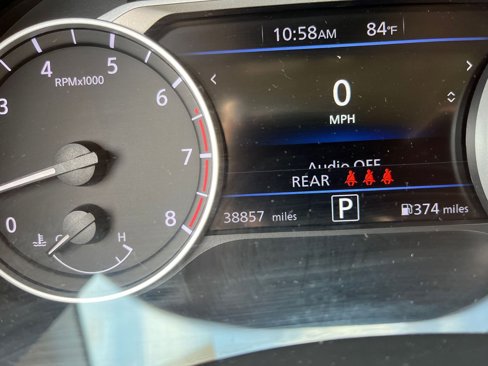 10:58AM 84°F
4 5
RPMx1000
3
6
0
MPH
7
Audio OFF
REAR
0
8
38857 miles
P
374 miles
C H